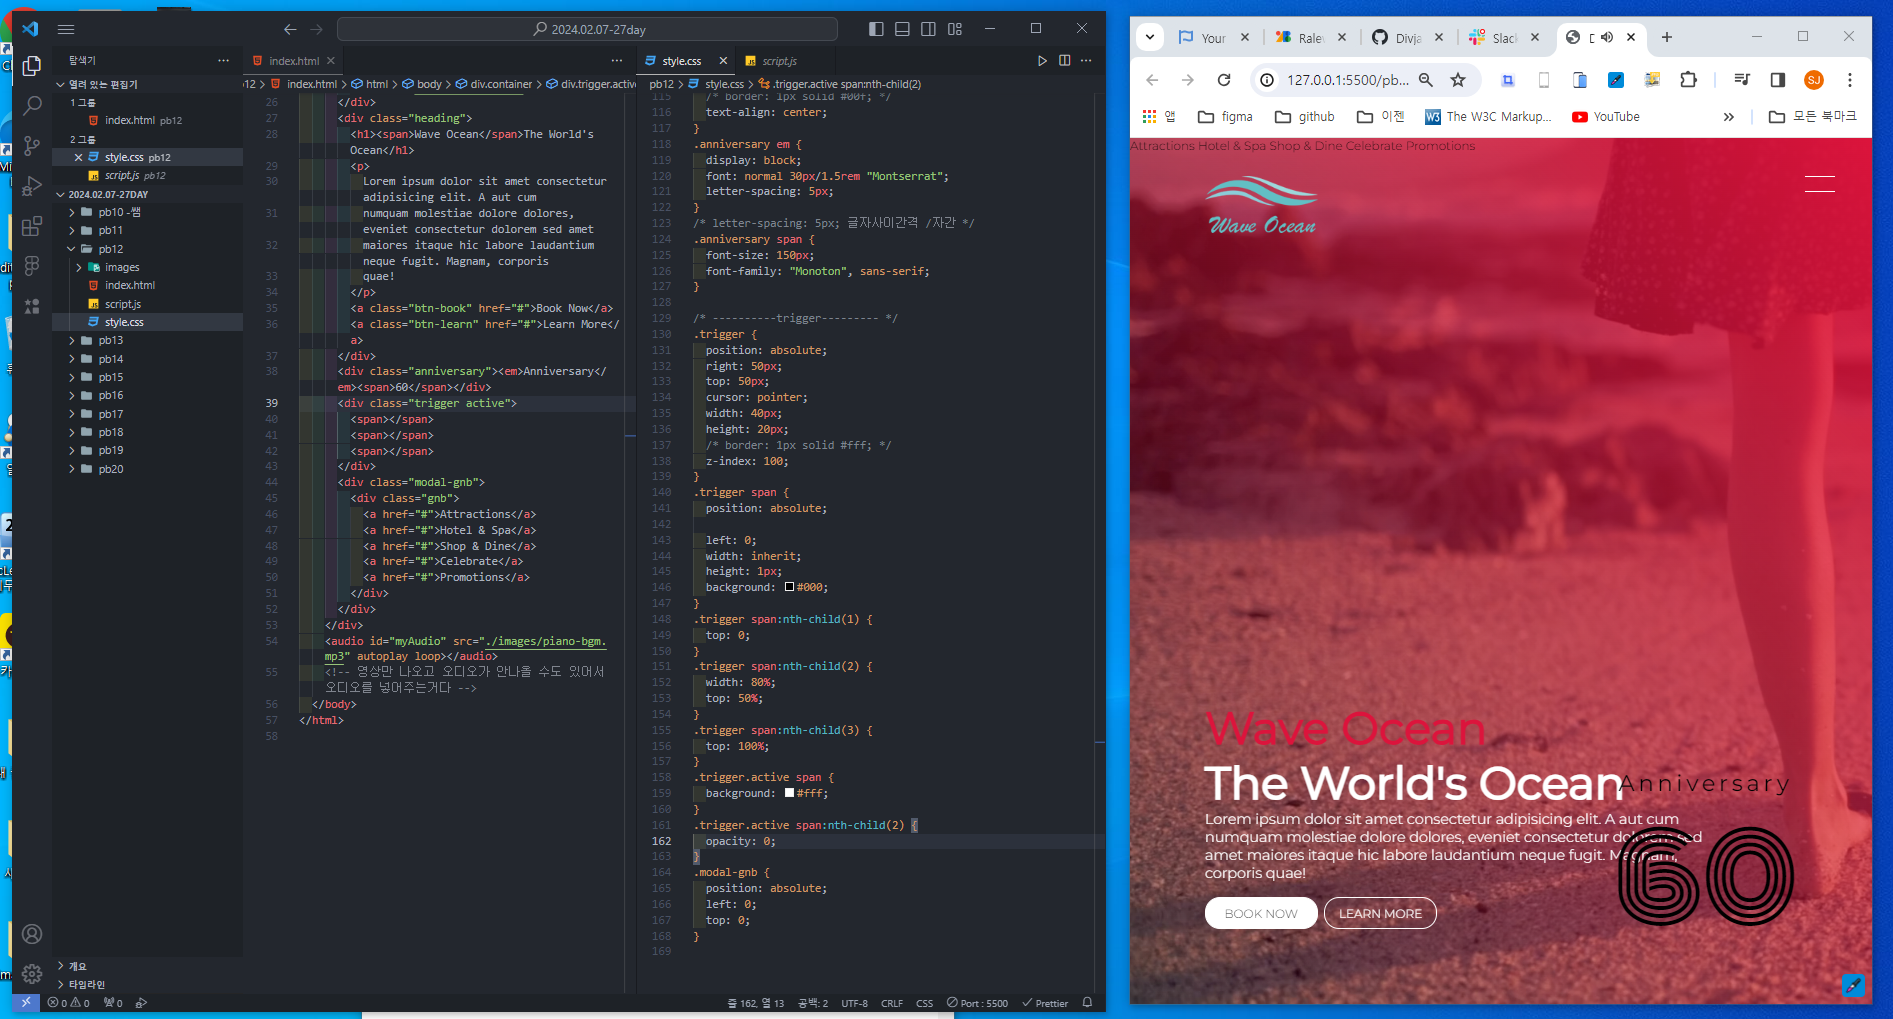 2024.02.07-27day
탐색기
열려 있는 편집기
1 그룹
index.html pb12
2 그룹
style.css pb12
script.js pb12
2024.02.07-27DAY
pb10 -쌤
pb11
pb12
images
index.html
script.js
style.css
pb13
pb14
pb15
pb16
pb17
pb18
pb19
pb20
개요
타임라인
index.html
b12 > index.html > html > body > div.container > div.trigger.active
26 </div>
27 <div class="heading">
28 <h1><span>Wave Ocean</span>The World's
Ocean</h1>
29 <p>
30 Lorem ipsum dolor sit amet consectetur
adipisicing elit. A aut cum
31 numquam molestiae dolore dolores,
eveniet consectetur dolorem sed amet
32 maiores itaque hic labore laudantium
neque fugit. Magnam, corporis
33 quae!
34 </p>
35 <a class="btn-book" href="#">Book Now</a>
36 <a class="btn-learn" href="#">Learn More</
a>
37 </div>
38 <div class="anniversary"><em>Anniversary</
em><span>60</span></div>
39 <div class="trigger active">
40 <span></span>
41 <span></span>
42 <span></span>
43 </div>
44 <div class="modal-gnb">
45 <div class="gnb">
46 <a href="#">Attractions</a>
47 <a href="#">Hotel & Spa</a>
48 <a href="#">Shop & Dine</a>
49 <a href="#">Celebrate</a>
50 <a href="#">Promotions</a>
51 </div>
52 </div>
53 </div>
54 <audio id="myAudio" src="./images/piano-bgm.
mp3" autoplay loop></audio>
55 <!-- 영상만 나오고 오디오가 안나올 수도 있어서
오디오를 넣어주는거다 -->
56 </body>
57 </html>
58
style.css
script.js
pb12 > style.css > .trigger.active span:nth-child(2)
115 /* border: 1px solid #00f; */
116 text-align: center;
117 }
118 .anniversary em {
119 display: block;
120 font: normal 30px/1.5rem "Montserrat";
121 letter-spacing: 5px;
122 }
123 /* letter-spacing: 5px; 글자사이간격 /자간 */
124 .anniversary span {
125 font-size: 150px;
126 font-family: "Monoton", sans-serif;
127 }
128
129 /* ----------trigger--------- */
130 .trigger {
131 position: absolute;
132 right: 50px;
133 top: 50px;
134 cursor: pointer;
135 width: 40px;
136 height: 20px;
137 /* border: 1px solid #fff; */
138 z-index: 100;
139 }
140 .trigger span {
141 position: absolute;
142
143 left: 0;
144 width: inherit;
145 height: 1px;
146 background: #000;
147 }
148 .trigger span:nth-child(1) {
149 top: 0;
150 }
151 .trigger span:nth-child(2) {
152 width: 80%;
153 top: 50%;
154 }
155 .trigger span:nth-child(3) {
156 top: 100%;
157 }
158 .trigger.active span {
159 background: #fff;
160 }
161 .trigger.active span:nth-child(2) {
162 opacity: 0;
163 }
164 .modal-gnb {
165 position: absolute;
166 left: 0;
167 top: 0;
168 }
169
0 0 0
줄 162, 열 13 공백: 2 UTF-8 CRLF CSS Port : 5500 Prettier
Your Rale Divja Slac D
127.0.0.1:5500/pb...
SJ
앱 figma github 이젠 The W3C Markup... YouTube » 모든 북마크
Attractions Hotel & Spa Shop & Dine Celebrate Promotions
Wave Ocean
Wave Ocean
The World's Ocean
Anniversary
Lorem ipsum dolor sit amet consectetur adipisicing elit. A aut cum
numquam molestiae dolore dolores, eveniet consectetur dolorem sed
amet maiores itaque hic labore laudantium neque fugit. Magnam,
corporis quae!
60
BOOK NOW LEARN MORE